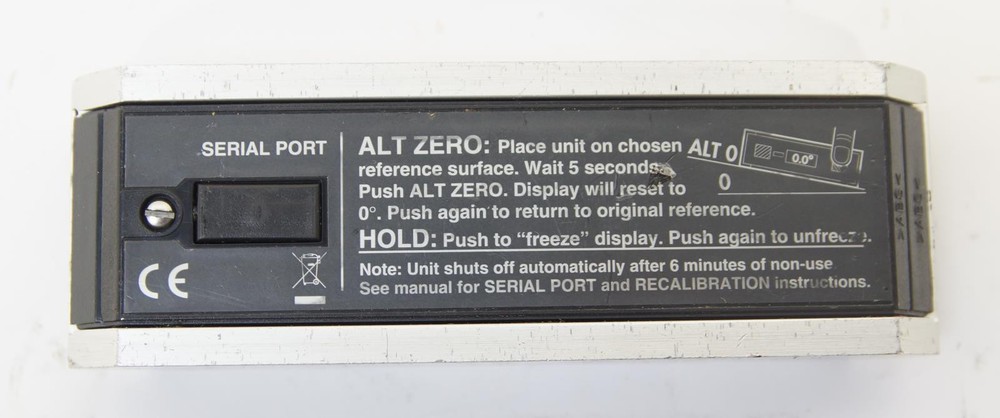 SERIAL PORT
ALT ZERO: Place unit on chosen
reference surface. Wait 5 seconds
Push ALT ZERO. Display will reset to
0°. Push again to return to original reference.
HOLD: Push to “freeze” display. Push again to unfreeze.
Note: Unit shuts off automatically after 6 minutes of non-use
See manual for SERIAL PORT and RECALIBRATION instructions.
ALT 0
0.0°
0
CE